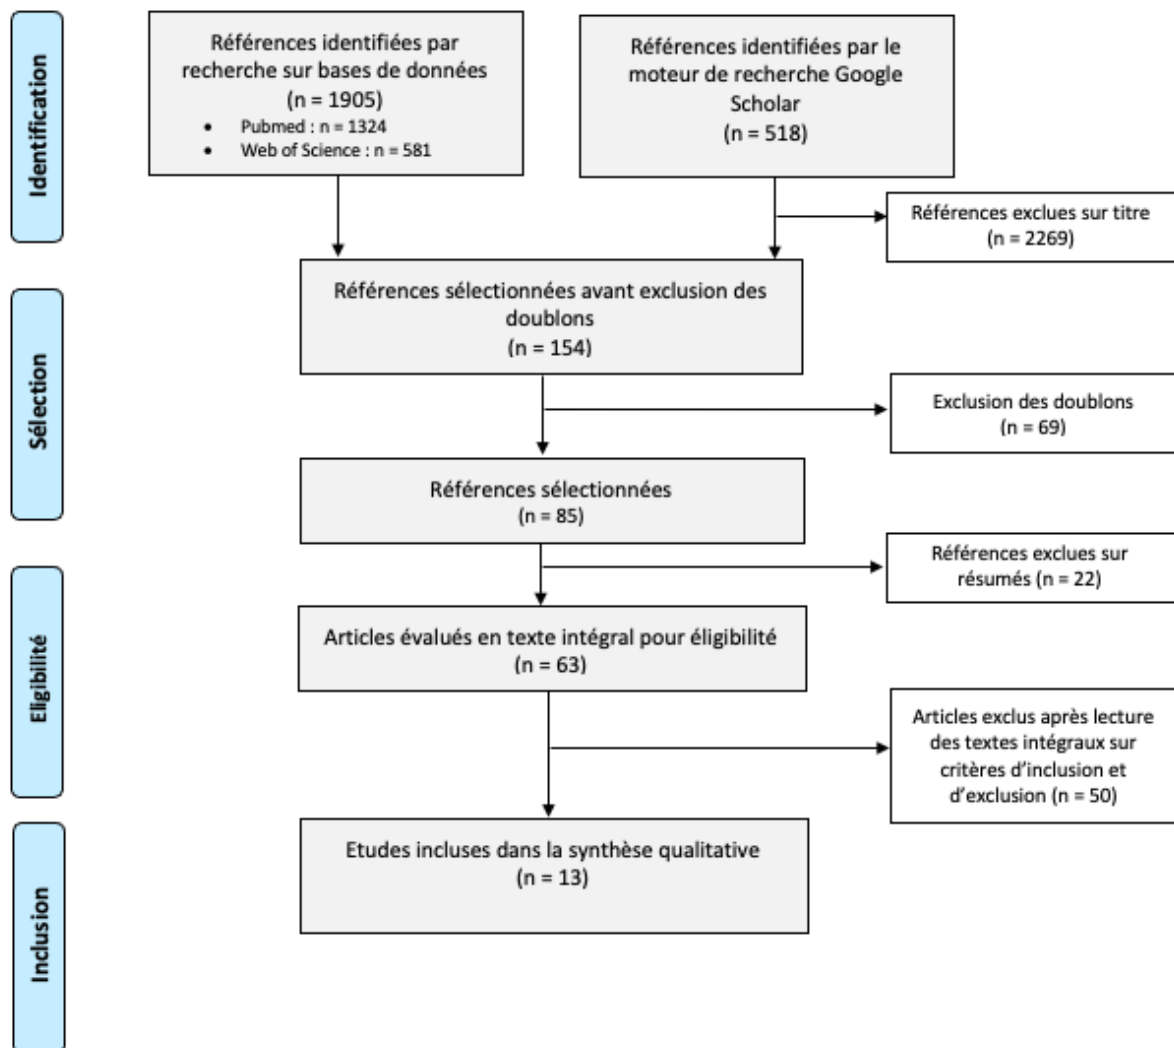 Identification
Références identifiées par
recherche sur bases de données
(n = 1905)
• Pubmed : n = 1324
• Web of Science : n = 581
Références identifiées par le
moteur de recherche Google
Scholar
(n = 518)
Références exclues sur titre
(n = 2269)
Sélection
Références sélectionnées avant exclusion des
doublons
(n = 154)
Exclusion des doublons
(n = 69)
Références sélectionnées
(n = 85)
Références exclues sur
résumés (n = 22)
Eligibilité
Articles évalués en texte intégral pour éligibilité
(n = 63)
Articles exclus après lecture
des textes intégraux sur
critères d’inclusion et
d’exclusion (n = 50)
Inclusion
Etudes incluses dans la synthèse qualitative
(n = 13)